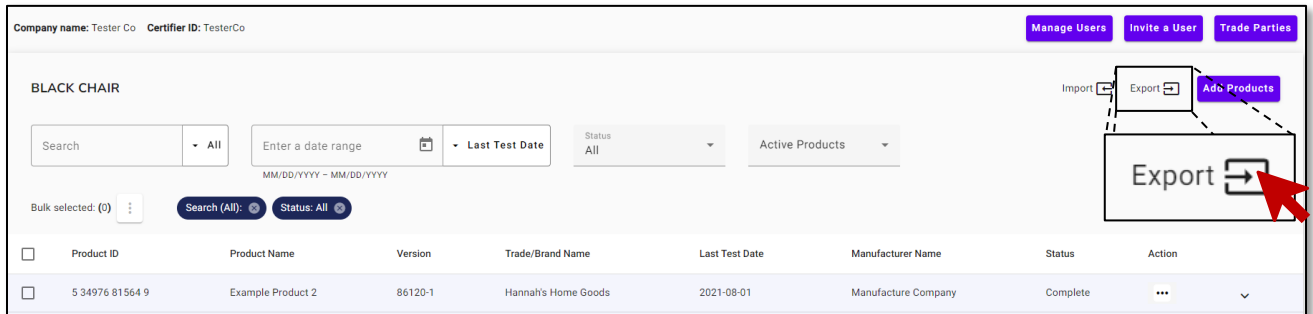 Company name: Tester Co Certifier ID: TesterCo
Manage Users
Invite a User
Trade Parties
BLACK CHAIR
Import
Export
Add Products
Search
All
Enter a date range
Last Test Date
Status
All
Active Products
MM/DD/YYYY – MM/DD/YYYY
Export
Bulk selected: (0)
Search (All):
Status: All
Product ID Product Name Version Trade/Brand Name Last Test Date Manufacturer Name Status Action
5 34976 81564 9 Example Product 2 86120-1 Hannah's Home Goods 2021-08-01 Manufacture Company Complete